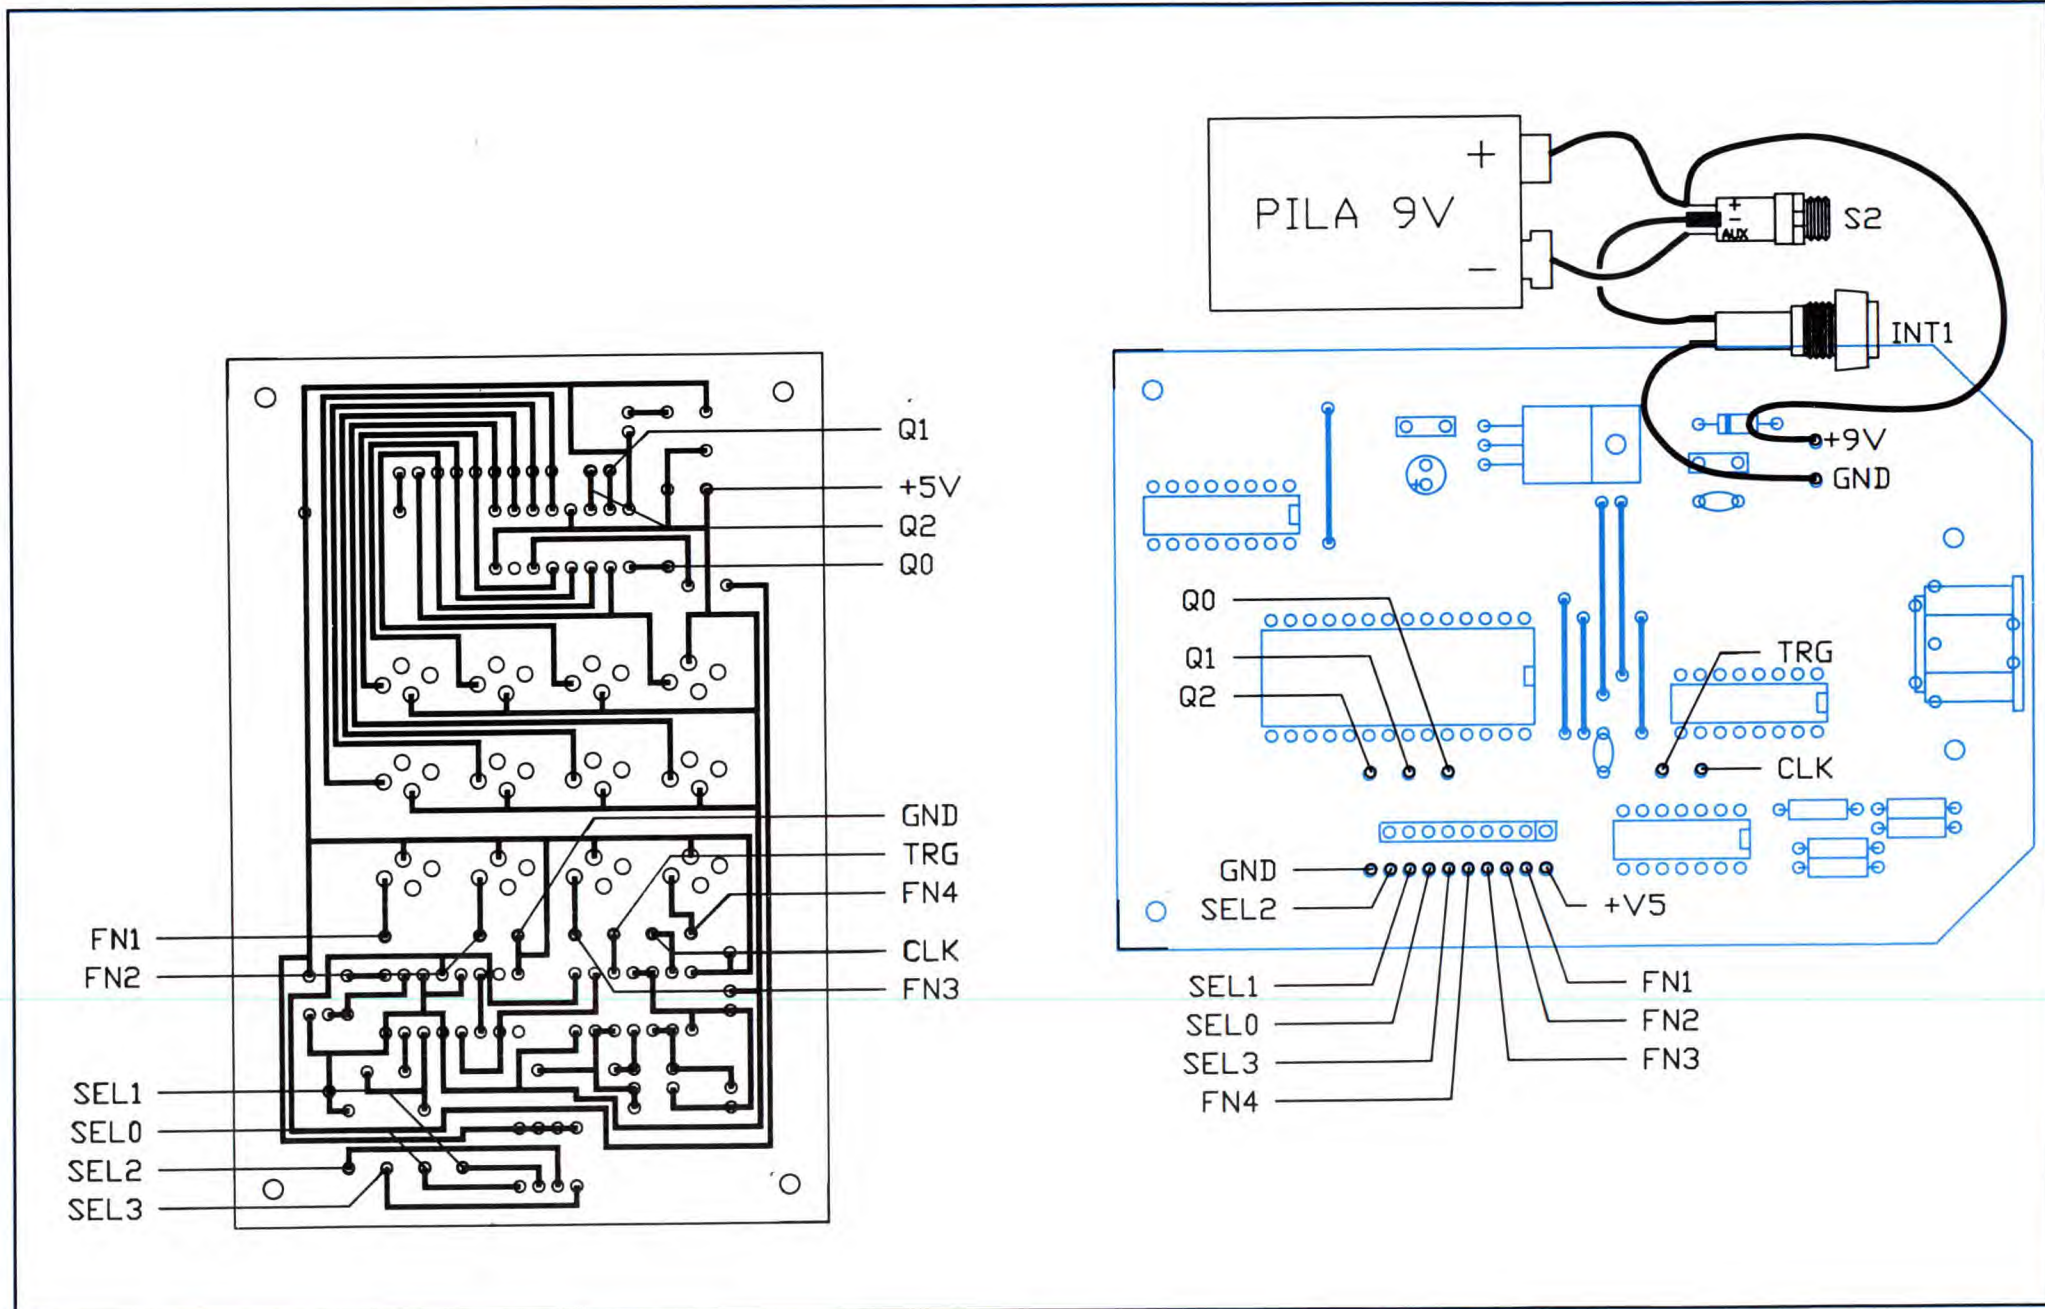 +
PILA 9V
−
+
−
AUX
S2
INT1
+9V
GND
Q1
+5V
Q2
Q0
GND
TRG
FN4
CLK
FN3
FN1
FN2
SEL1
SEL0
SEL2
SEL3
Q0
Q1
Q2
TRG
CLK
GND
SEL2
+V5
SEL1
SEL0
SEL3
FN4
FN1
FN2
FN3
+